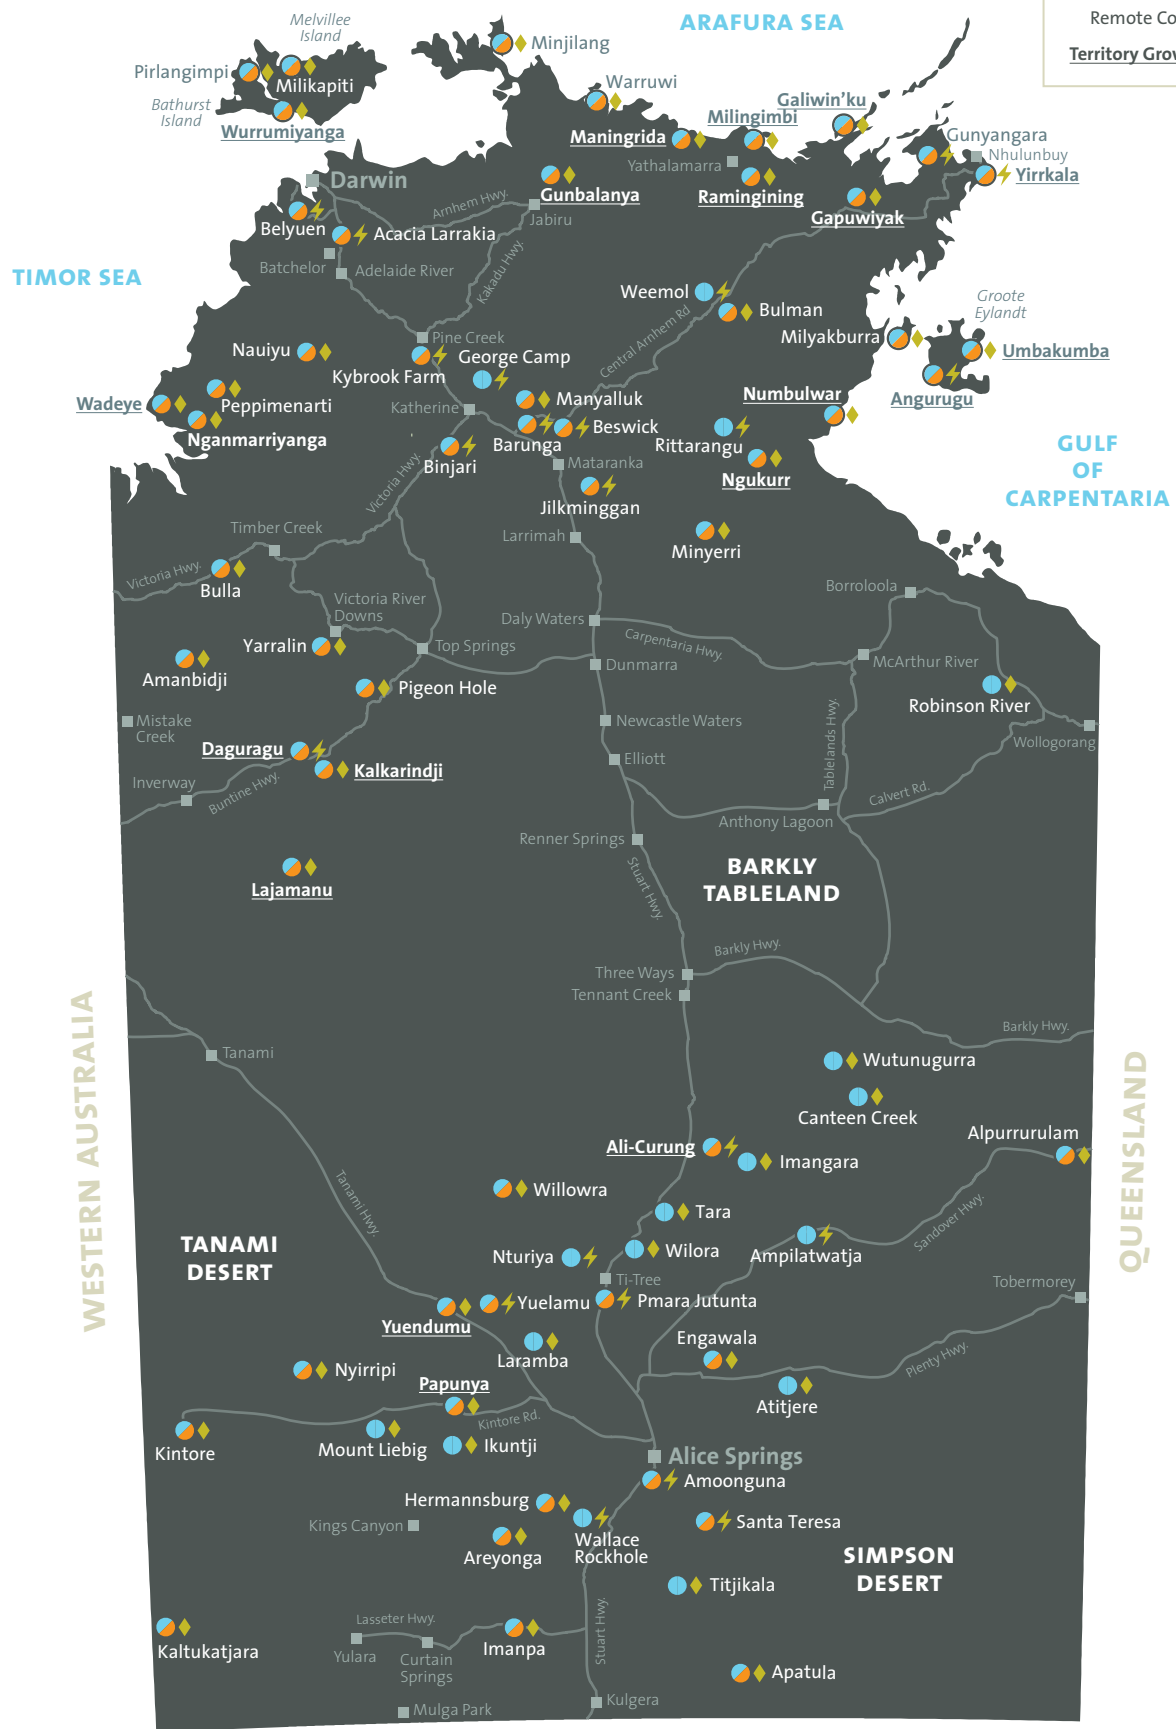 Melvillee
Island
ARAFURA SEA
Remote Co
Territory Grow
Minjilang
Pirlangimpi
Milikapiti
Bathurst
Island
Wurrumiyanga
Warruwi
Galiwin'ku
Milingimbi
Maningrida
Yathalamarra
Gunyangara
Nhulunbuy
Yirrkala
Darwin
Gunbalanya
Ramingining
Gapuwiyak
Arnhem Hwy.
Jabiru
Belyuen
Acacia Larrakia
Batchelor
Adelaide River
Kakadu Hwy.
TIMOR SEA
Weemol
Bulman
Groote
Eylandt
Milyakburra
Umbakumba
Angurugu
Central Arnhem Rd
Pine Creek
Nauiyu
George Camp
Kybrook Farm
Wadeye
Peppimenarti
Nganmarriyanga
Katherine
Manyalluk
Numbulwar
Barunga
Beswick
Rittarangu
Binjari
Mataranka
Ngukurr
GULF
OF
CARPENTARIA
Victoria Hwy.
Jilkminggan
Timber Creek
Larrimah
Minyerri
Victoria Hwy.
Bulla
Victoria River
Downs
Borroloola
Daly Waters
Carpentaria Hwy.
Yarralin
Top Springs
Amanbidji
Dunmarra
McArthur River
Pigeon Hole
Robinson River
Mistake
Creek
Newcastle Waters
Tablelands Hwy.
Wollogorang
Daguragu
Elliott
Kalkarindji
Inverway
Buntine Hwy.
Calvert Rd.
Anthony Lagoon
Renner Springs
Stuart Hwy.
BARKLY
TABLELAND
Lajamanu
Barkly Hwy.
Three Ways
Tennant Creek
Barkly Hwy.
WESTERN AUSTRALIA
QUEENSLAND
Tanami
Wutunugurra
Canteen Creek
Alpurrurulam
Ali-Curung
Imangara
Tanami Hwy.
Willowra
Tara
Sandover Hwy.
TANAMI
DESERT
Nturiya
Wilora
Ampilatwatja
Ti-Tree
Tobermorey
Yuelamu
Pmara Jutunta
Yuendumu
Engawala
Laramba
Plenty Hwy.
Nyirripi
Papunya
Atitjere
Kintore Rd.
Kintore
Mount Liebig
Ikuntji
Alice Springs
Amoonguna
Hermannsburg
Kings Canyon
Wallace
Rockhole
Santa Teresa
Areyonga
SIMPSON
DESERT
Titjikala
Lasseter Hwy.
Stuart Hwy.
Kaltukatjara
Yulara
Curtain
Springs
Imanpa
Apatula
Mulga Park
Kulgera